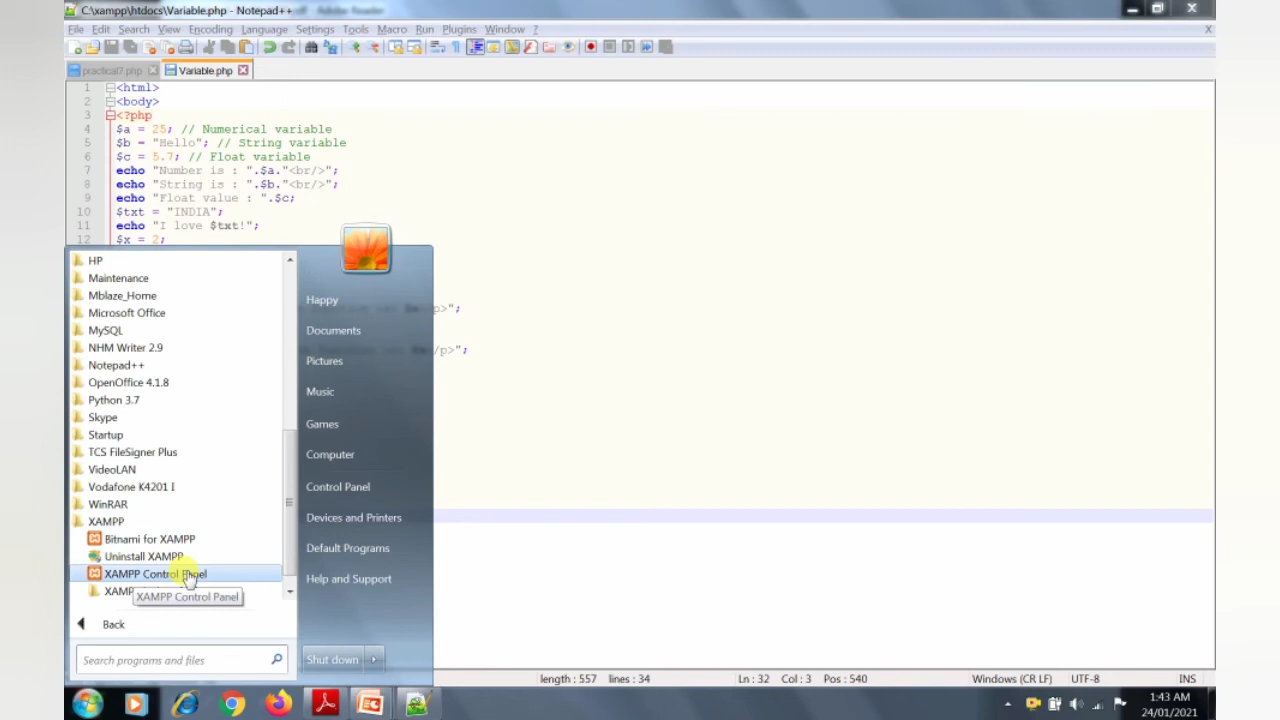 C:\xampp\htdocs\Variable.php - Notepad++
File Edit Search View Encoding Language Settings Tools Macro Run Plugins Window ? X
practical7.php Variable.php
1 <html>
2 <body>
3 <?php
4 $a = 25; // Numerical variable
5 $b = "Hello"; // String variable
6 $c = 5.7; // Float variable
7 echo "Number is : ".$a."<br/>";
8 echo "String is : ".$b."<br/>";
9 echo "Float value : ".$c;
10 $txt = "INDIA";
11 echo "I love $txt!";
12 $x = 2;
HP
Maintenance
Mblaze_Home
Microsoft Office
MySQL
NHM Writer 2.9
Notepad++
OpenOffice 4.1.8
Python 3.7
Skype
Startup
TCS FileSigner Plus
VideoLAN
Vodafone K4201 I
WinRAR
XAMPP
Bitnami for XAMPP
Uninstall XAMPP
XAMPP Control Panel
XAMPP Control Panel
Back
Search programs and files
Happy
Documents
Pictures
Music
Games
Computer
Control Panel
Devices and Printers
Default Programs
Help and Support
Shut down
/p>";
/p>";
length : 557 lines : 34 Ln : 32 Col : 3 Pos : 540 Windows (CR LF) UTF-8 INS
1:43 AM
24/01/2021